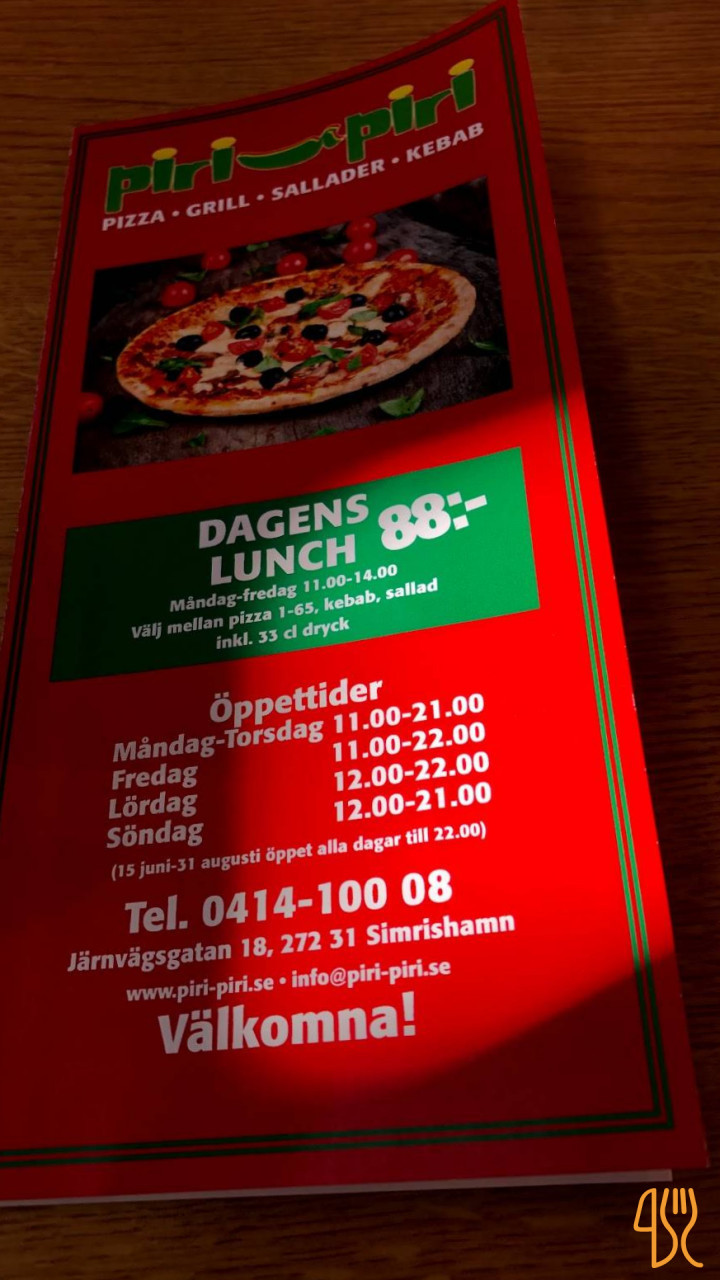 piri piri
PIZZA • GRILL • SALLADER • KEBAB
DAGENS
LUNCH 88:-
Måndag-fredag 11.00-14.00
Välj mellan pizza 1-65, kebab, sallad
inkl. 33 cl dryck
Öppettider
Måndag-Torsdag 11.00-21.00
Fredag 11.00-22.00
Lördag 12.00-22.00
Söndag 12.00-21.00
(15 juni-31 augusti öppet alla dagar till 22.00)
Tel. 0414-100 08
Järnvägsgatan 18, 272 31 Simrishamn
www.piri-piri.se • info@piri-piri.se
Välkomna!